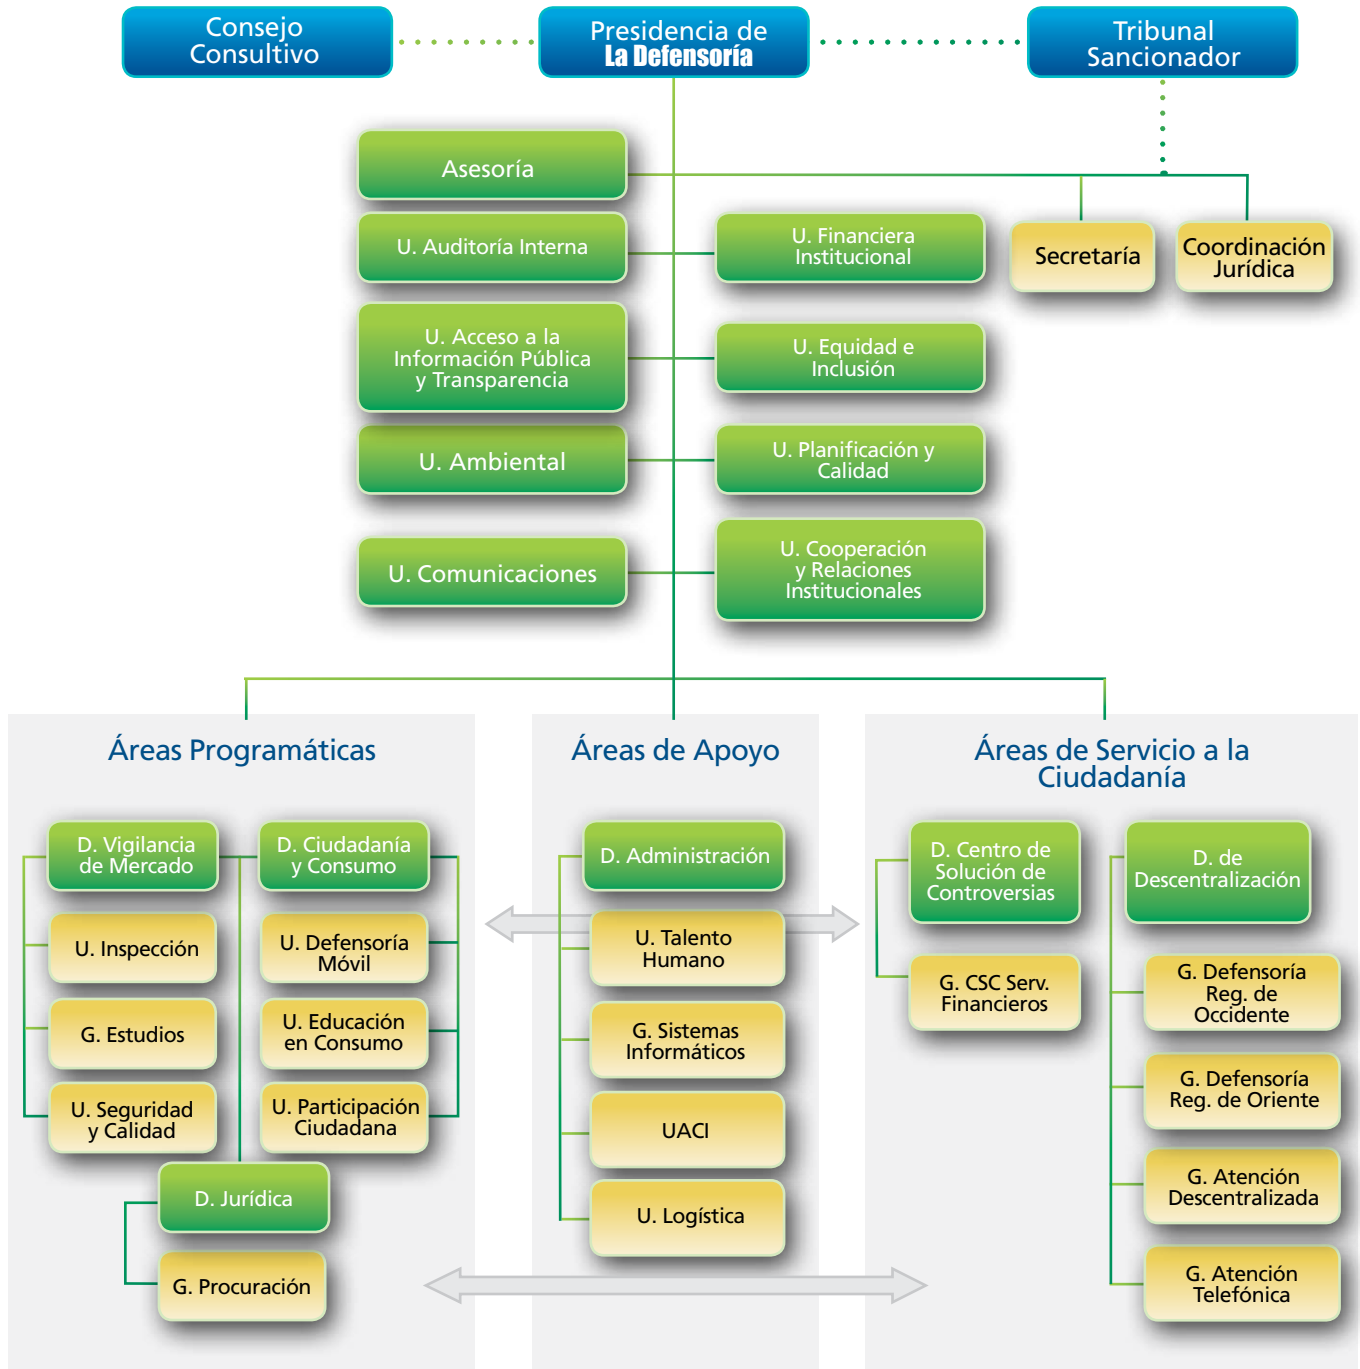 Consejo
Consultivo
Presidencia de
La Defensoría
Tribunal
Sancionador
Asesoría
U. Auditoría Interna
U. Financiera
Institucional
Secretaría
Coordinación
Jurídica
U. Acceso a la
Información Pública
y Transparencia
U. Equidad e
Inclusión
U. Ambiental
U. Planificación y
Calidad
U. Comunicaciones
U. Cooperación
y Relaciones
Institucionales
Áreas Programáticas
D. Vigilancia
de Mercado
U. Inspección
G. Estudios
U. Seguridad
y Calidad
D. Ciudadanía
y Consumo
U. Defensoría
Móvil
U. Educación
en Consumo
U. Participación
Ciudadana
D. Jurídica
G. Procuración
Áreas de Apoyo
D. Administración
U. Talento
Humano
G. Sistemas
Informáticos
UACI
U. Logística
Áreas de Servicio a la
Ciudadanía
D. Centro de
Solución de
Controversias
G. CSC Serv.
Financieros
D. de
Descentralización
G. Defensoría
Reg. de
Occidente
G. Defensoría
Reg. de Oriente
G. Atención
Descentralizada
G. Atención
Telefónica